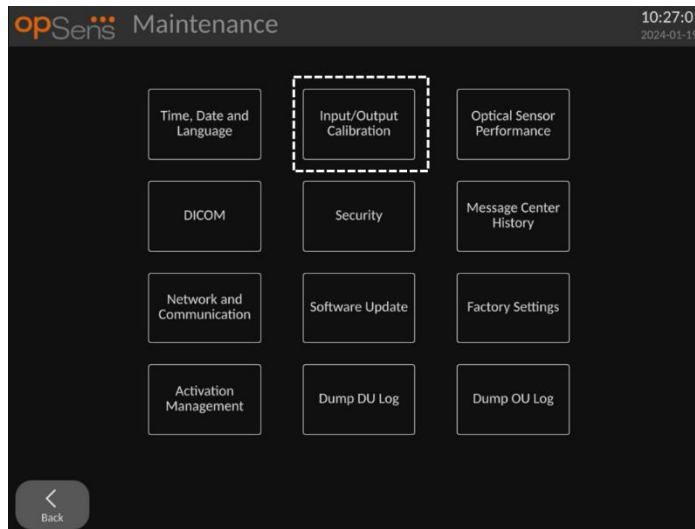 opSens Maintenance
10:27:0
2024-01-19
Time, Date and
Language
Input/Output
Calibration
Optical Sensor
Performance
DICOM
Security
Message Center
History
Network and
Communication
Software Update
Factory Settings
Activation
Management
Dump DU Log
Dump OU Log
Back